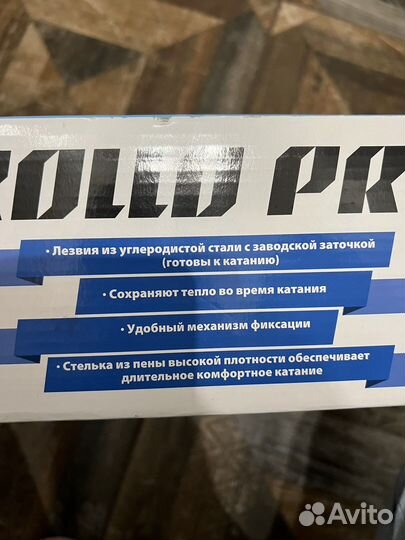 ROLLO PR
• Лезвия из углеродистой стали с заводской заточкой
(готовы к катанию)
• Сохраняют тепло во время катания
• Удобный механизм фиксации
• Стелька из пены высокой плотности обеспечивает
длительное комфортное катание
Avito